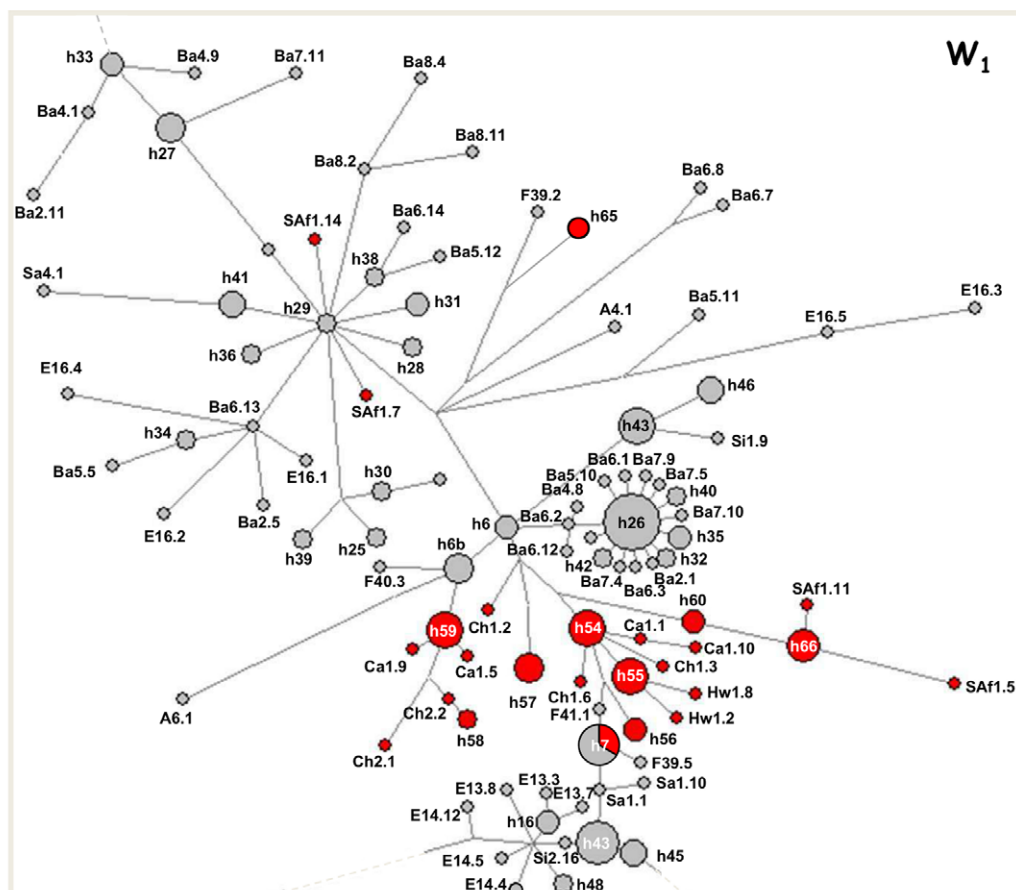 W1
h33
Ba4.9
Ba7.11
Ba8.4
Ba4.1
h27
Ba8.11
Ba8.2
Ba6.8
Ba2.11
F39.2
Ba6.7
SAf1.14
Ba6.14
h65
h38
Ba5.12
Sa4.1
h41
h31
A4.1
Ba5.11
E16.5
E16.3
h29
h36
h28
h46
E16.4
SAf1.7
Ba6.13
h43
h34
Si1.9
Ba5.5
E16.1
h30
Ba6.1
Ba7.9
Ba5.10
Ba7.5
Ba4.8
h40
E16.2
Ba2.5
h6
Ba6.2
h26
Ba7.10
h35
h39
h25
h6b
Ba6.12
h42
h32
F40.3
Ba7.4
Ba2.1
Ba6.3
SAf1.11
h60
Ch1.2
h59
h54
Ca1.1
Ca1.10
h66
Ca1.9
Ca1.5
h57
h55
Ch1.3
SAf1.5
Ch1.6
Hw1.8
A6.1
Ch2.2
F41.1
Hw1.2
h58
h56
Ch2.1
h7
F39.5
E13.3
Sa1.10
E13.8
E13.7
Sa1.1
E14.12
h16
h43
E14.5
Si2.16
h45
E14.4
h48